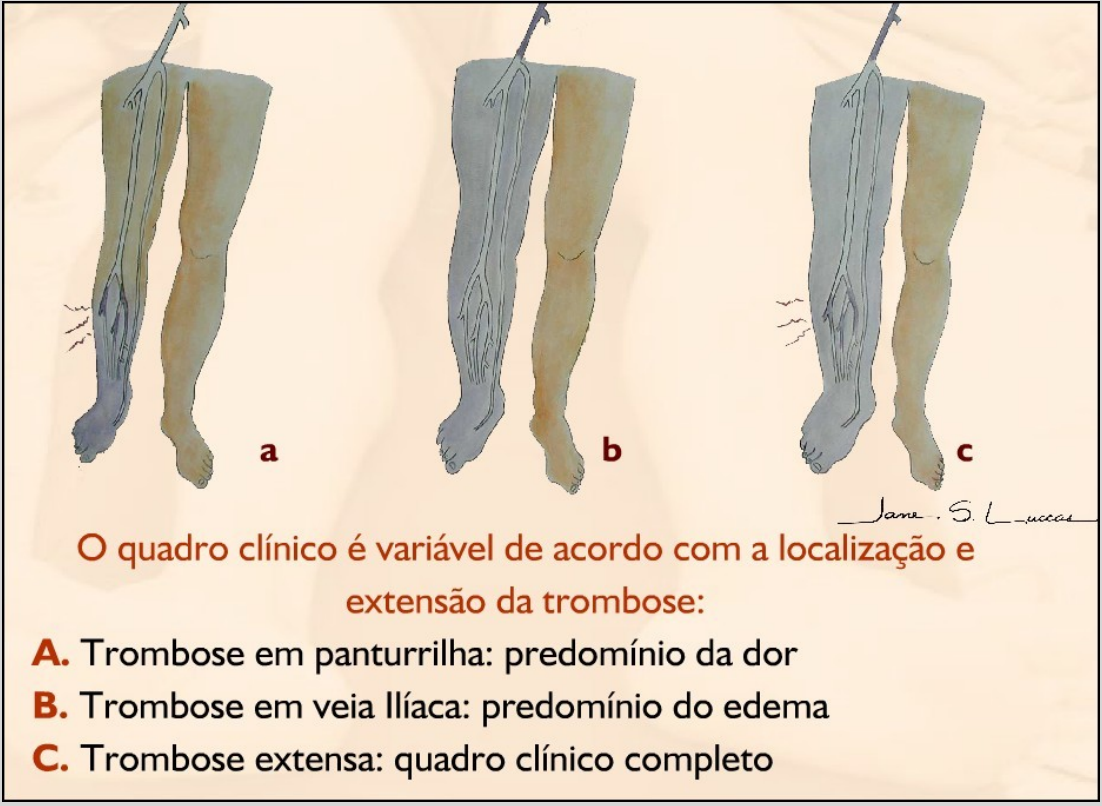 a
b
c
Jane. S. Luccas
O quadro clínico é variável de acordo com a localização e
extensão da trombose:
A. Trombose em panturrilha: predomínio da dor
B. Trombose em veia Ilíaca: predomínio do edema
C. Trombose extensa: quadro clínico completo